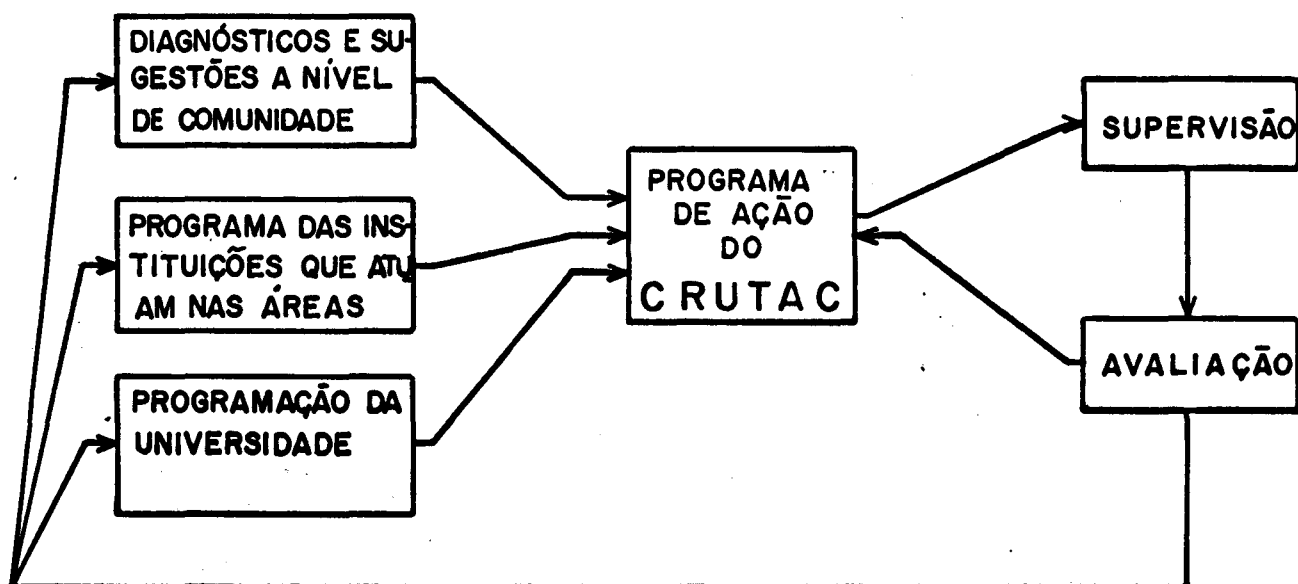 DIAGNÓSTICOS E SU-
GESTÕES A NÍVEL
DE COMUNIDADE
PROGRAMA DAS INS-
TITUIÇÕES QUE ATU
AM NAS ÁREAS
PROGRAMAÇÃO DA
UNIVERSIDADE
PROGRAMA
DE AÇÃO
DO
CRUTAC
SUPERVISÃO
AVALIAÇÃO